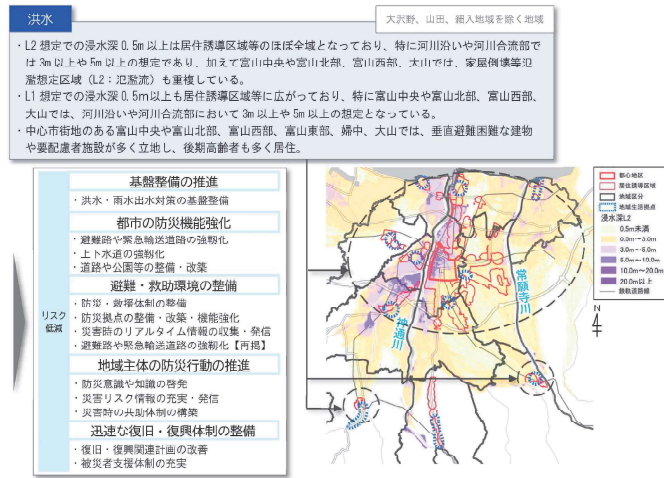 洪水
大沢野、山田、細入地域を除く地域
・L2想定での浸水深0.5m以上は居住誘導区域等のほぼ全域となっており、特に河川沿いや河川合流部で
は3m以上や5m以上の想定であり、加えて富山中央や富山北部、富山西部、大山では、家屋倒壊等氾
濫想定区域（L2：氾濫流）も重複している。
・L1想定での浸水深0.5m以上も居住誘導区域等に広がっており、特に富山中央や富山北部、富山西部、
大山では、河川沿いや河川合流部において3m以上や5m以上の想定となっている。
・中心市街地のある富山中央や富山北部、富山西部、富山東部、婦中、大山では、垂直避難困難な建物
や要配慮者施設が多く立地し、後期高齢者も多く居住。
リスク
低減
基盤整備の推進
・洪水・雨水出水対策の基盤整備
都市の防災機能強化
・避難路や緊急輸送道路の強靱化
・上下水道の強靱化
・道路や公園等の整備・改築
避難・救助環境の整備
・防災・救援体制の整備
・防災拠点の整備・改築・機能強化
・災害時のリアルタイム情報の収集・発信
・避難路や緊急輸送道路の強靱化【再掲】
地域主体の防災行動の推進
・防災意識や知識の啓発
・災害リスク情報の充実・発信
・災害時の共助体制の構築
迅速な復旧・復興体制の整備
・復旧・復興関連計画の改善
・被災者支援体制の充実
神通川
常願寺川
都心地区
居住誘導区域
地域区分
地域生活拠点
浸水深L2
0.5m未満
0.5m〜3.0m
3.0m〜5.0m
5.0m〜10.0m
10.0m〜20.0m
20.0m以上
鉄軌道路線